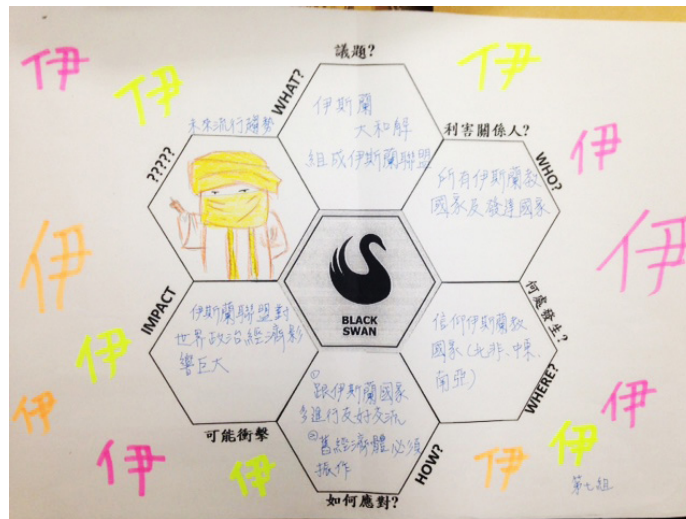 議題?
WHAT?
伊斯蘭
大和解
組成伊斯蘭聯盟
利害關係人?
WHO?
所有伊斯蘭教
國家及發達國家
何處發生?
WHERE?
信仰伊斯蘭教
國家(北非、中東、
南亞)
如何應對?
HOW?
①
跟伊斯蘭國家
多進行友好交流
②舊經濟體必須
振作
可能衝擊
IMPACT
伊斯蘭聯盟對
世界政治經濟影
響巨大
?????
未來流行趨勢
BLACK
SWAN
伊
伊
伊
伊
伊
伊
伊
伊
伊
伊
伊
伊
伊
伊
第七組